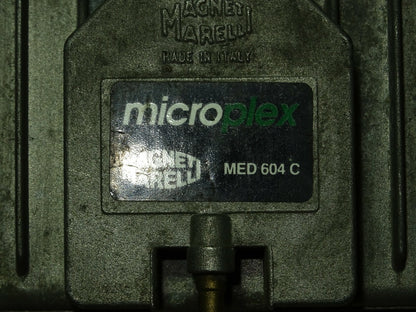 MAGNETI
MARELLI
MADE IN ITALY
microplex
MAGNETI
MARELLI
MED 604 C